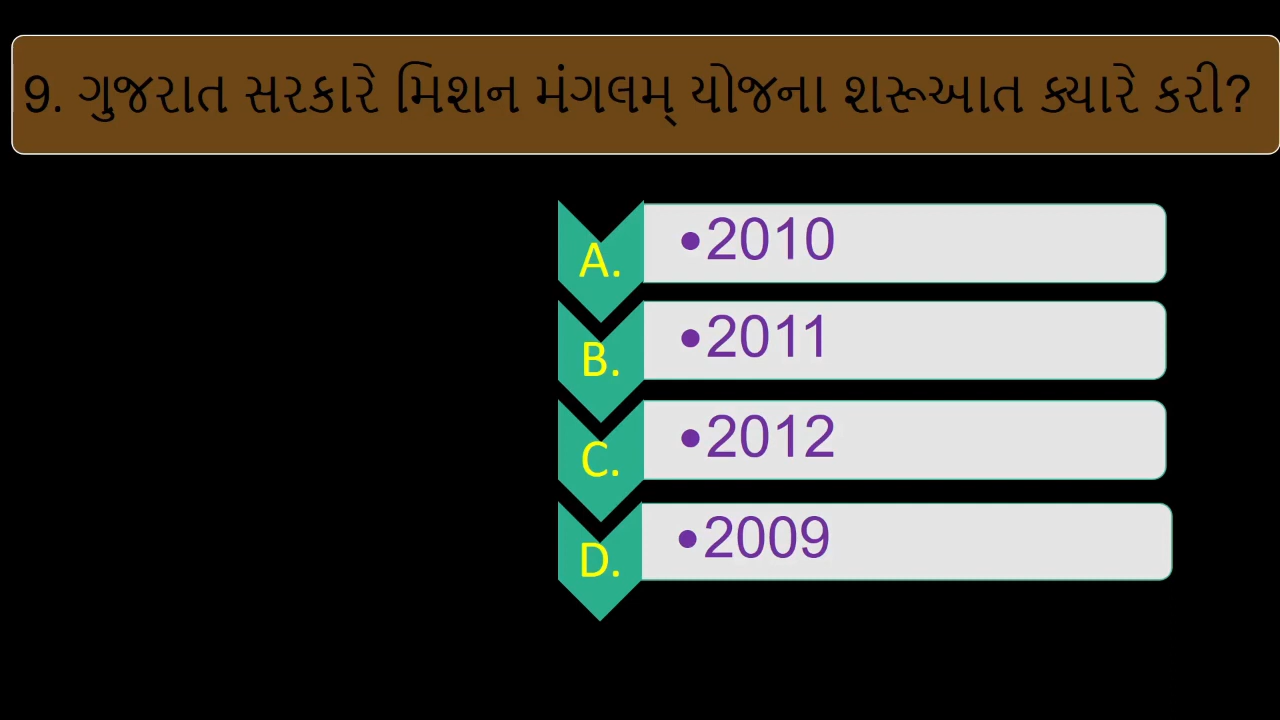 9. ગુજરાત સરકારે મિશન મંગલમ્ યોજના શરૂઆત ક્યારે કરી?
A. •2010
B. •2011
C. •2012
D. •2009